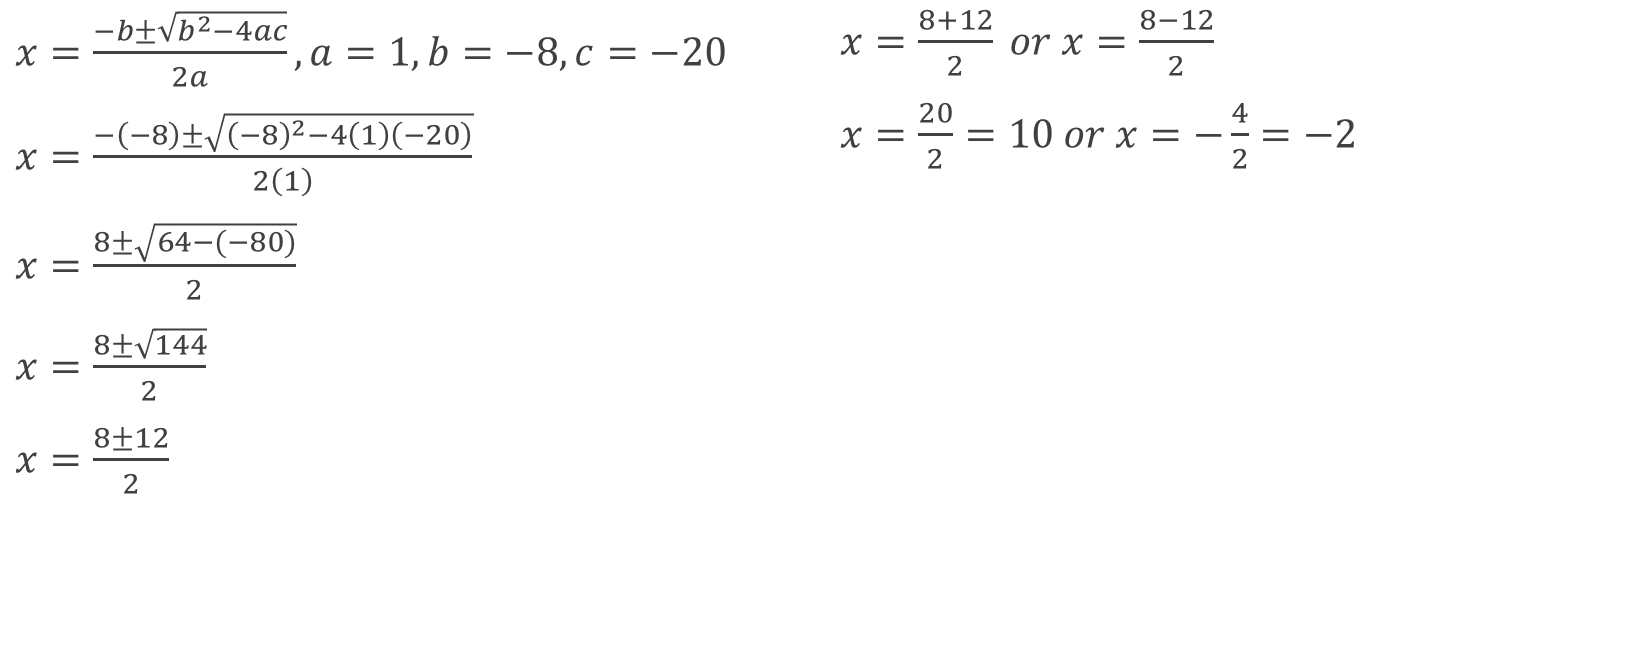 x = (−b±√(b²−4ac))/(2a) , a = 1, b = −8, c = −20
x = (−(−8)±√((−8)²−4(1)(−20)))/(2(1))
x = (8±√(64−(−80)))/2
x = (8±√144)/2
x = (8±12)/2
x = (8+12)/2 or x = (8−12)/2
x = 20/2 = 10 or x = −4/2 = −2